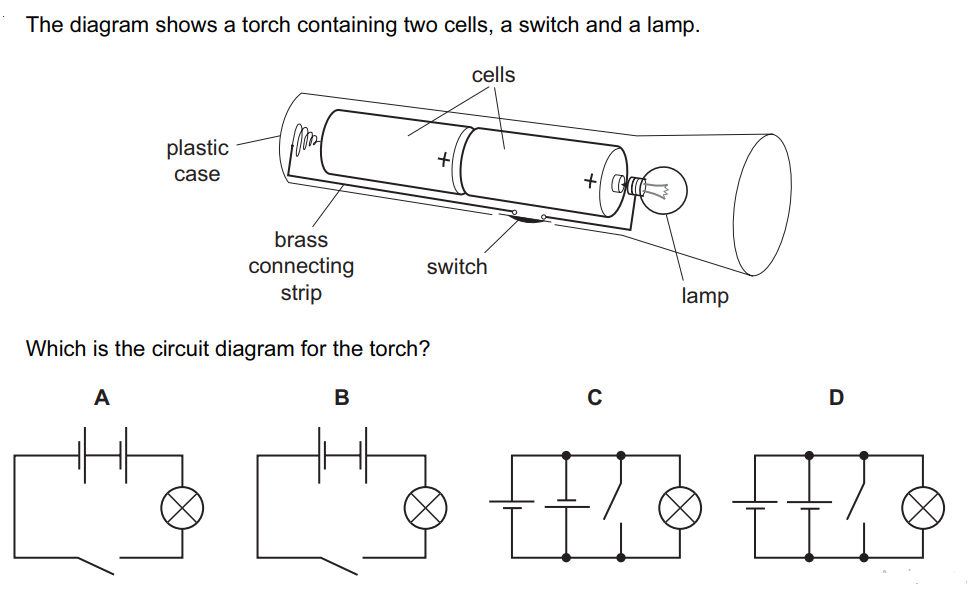 The diagram shows a torch containing two cells, a switch and a lamp.
cells
plastic
case
+
+
brass
connecting
strip
switch
lamp
Which is the circuit diagram for the torch?
A B C D